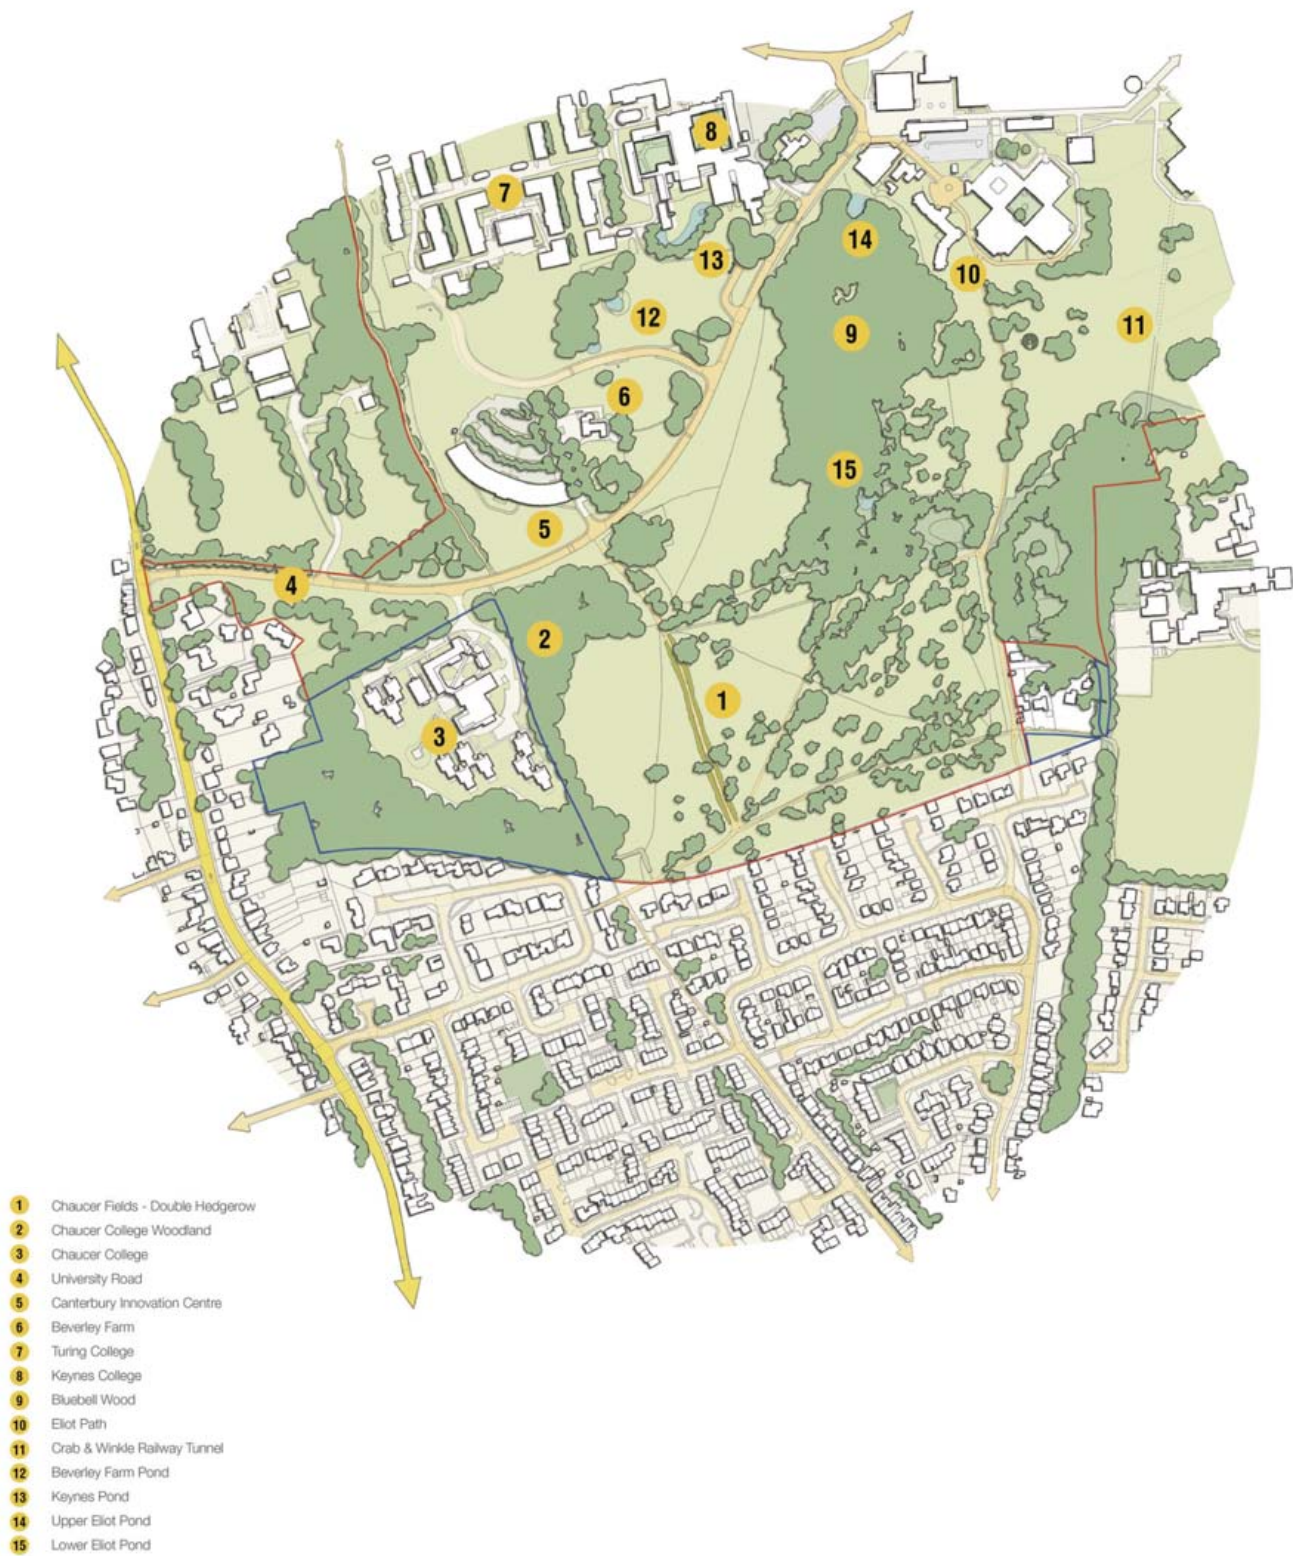 8
7
14
13
10
12
11
9
6
15
5
4
2
1
3
1 Chaucer Fields - Double Hedgerow
2 Chaucer College Woodland
3 Chaucer College
4 University Road
5 Canterbury Innovation Centre
6 Beverley Farm
7 Turing College
8 Keynes College
9 Bluebell Wood
10 Eliot Path
11 Crab & Winkle Railway Tunnel
12 Beverley Farm Pond
13 Keynes Pond
14 Upper Eliot Pond
15 Lower Eliot Pond